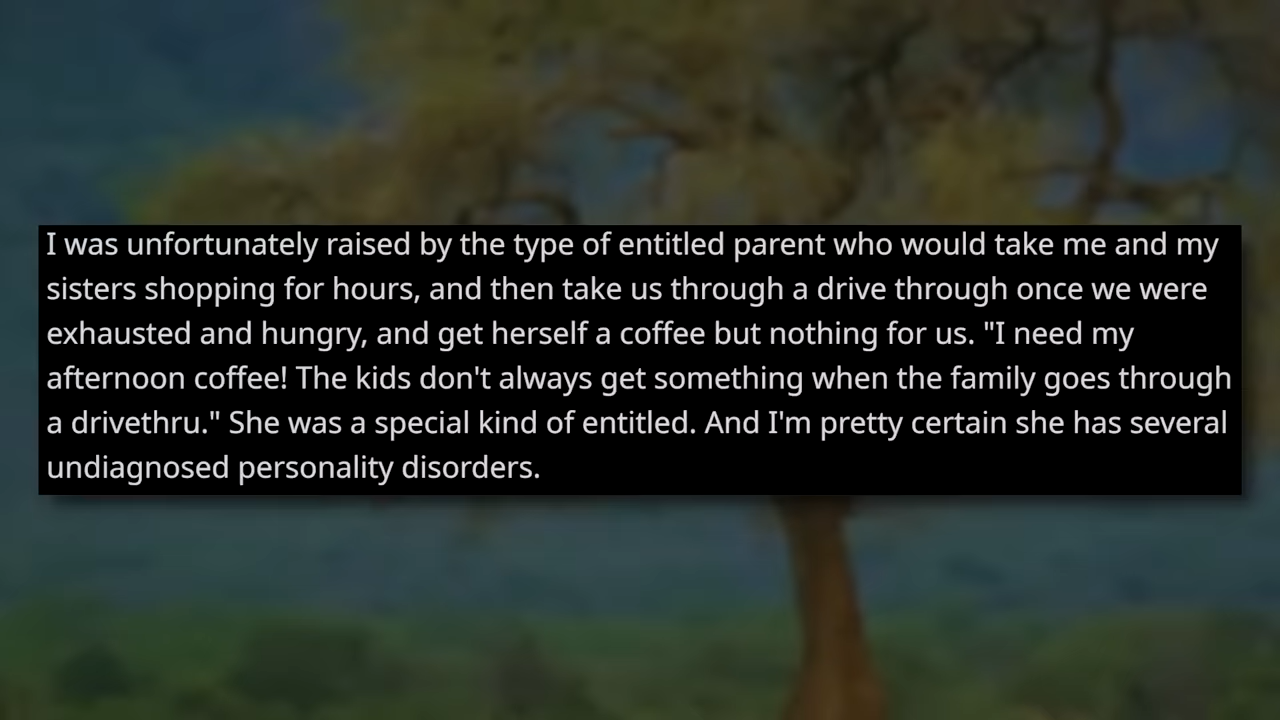 I was unfortunately raised by the type of entitled parent who would take me and my
sisters shopping for hours, and then take us through a drive through once we were
exhausted and hungry, and get herself a coffee but nothing for us. "I need my
afternoon coffee! The kids don't always get something when the family goes through
a drivethru." She was a special kind of entitled. And I'm pretty certain she has several
undiagnosed personality disorders.